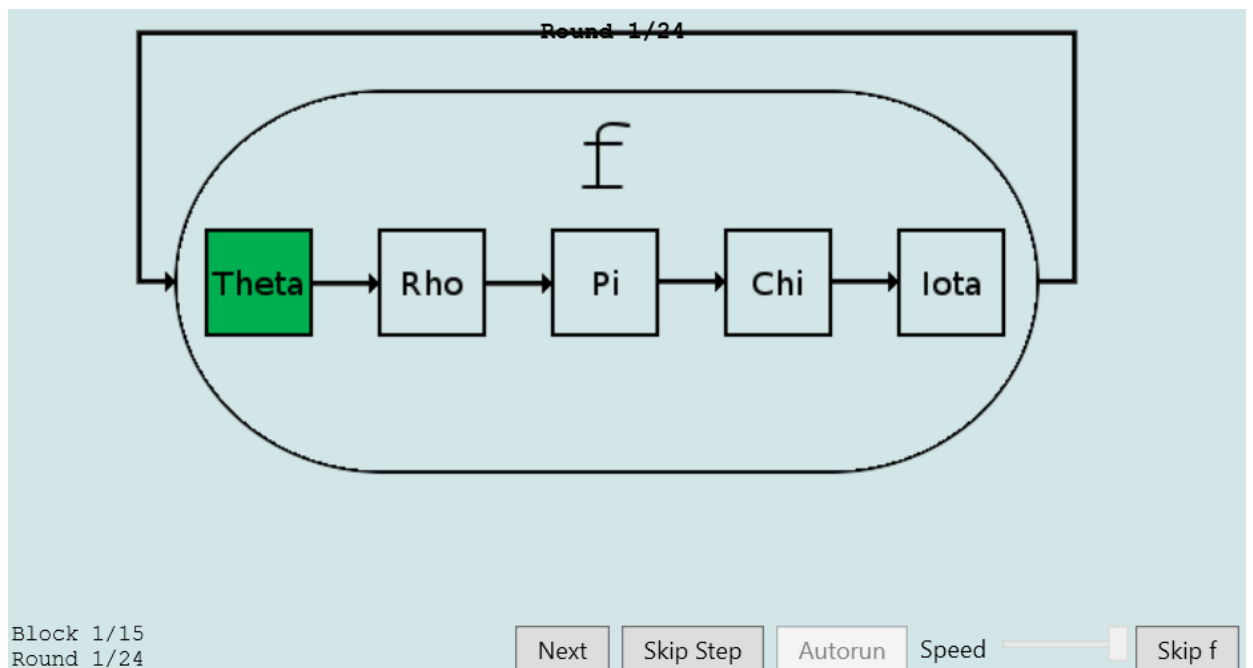 Round 1/24
f
Theta Rho Pi Chi Iota
Block 1/15
Round 1/24
Next Skip Step Autorun Speed Skip f